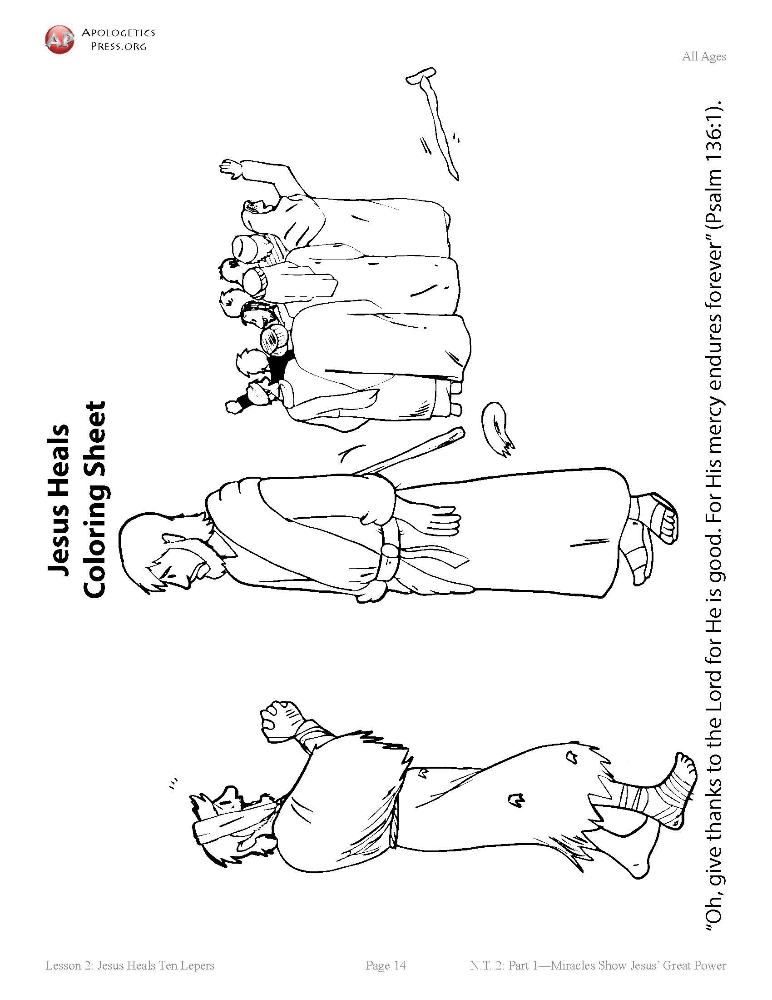 AP
APOLOGETICS
PRESS.ORG
All Ages
Jesus Heals
Coloring Sheet
“Oh, give thanks to the Lord for He is good. For His mercy endures forever” (Psalm 136:1).
Lesson 2: Jesus Heals Ten Lepers
Page 14
N.T. 2: Part 1—Miracles Show Jesus’ Great Power